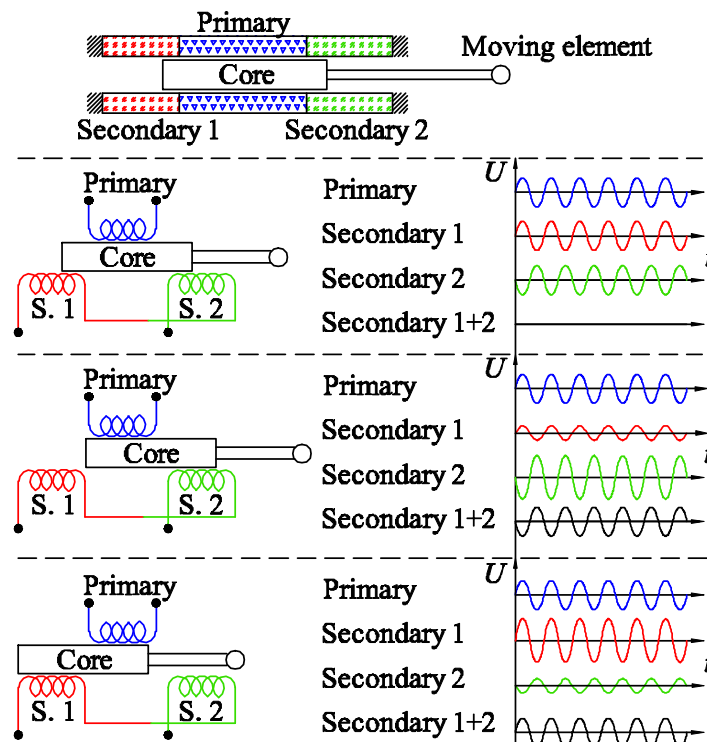 Primary
Moving element
Core
Secondary 1
Secondary 2
U
Primary
Primary
Secondary 1
Core
t
Secondary 2
S. 1
S. 2
Secondary 1+2
U
Primary
Primary
Secondary 1
Core
t
Secondary 2
S. 1
S. 2
Secondary 1+2
U
Primary
Primary
Secondary 1
Core
t
Secondary 2
S. 1
S. 2
Secondary 1+2